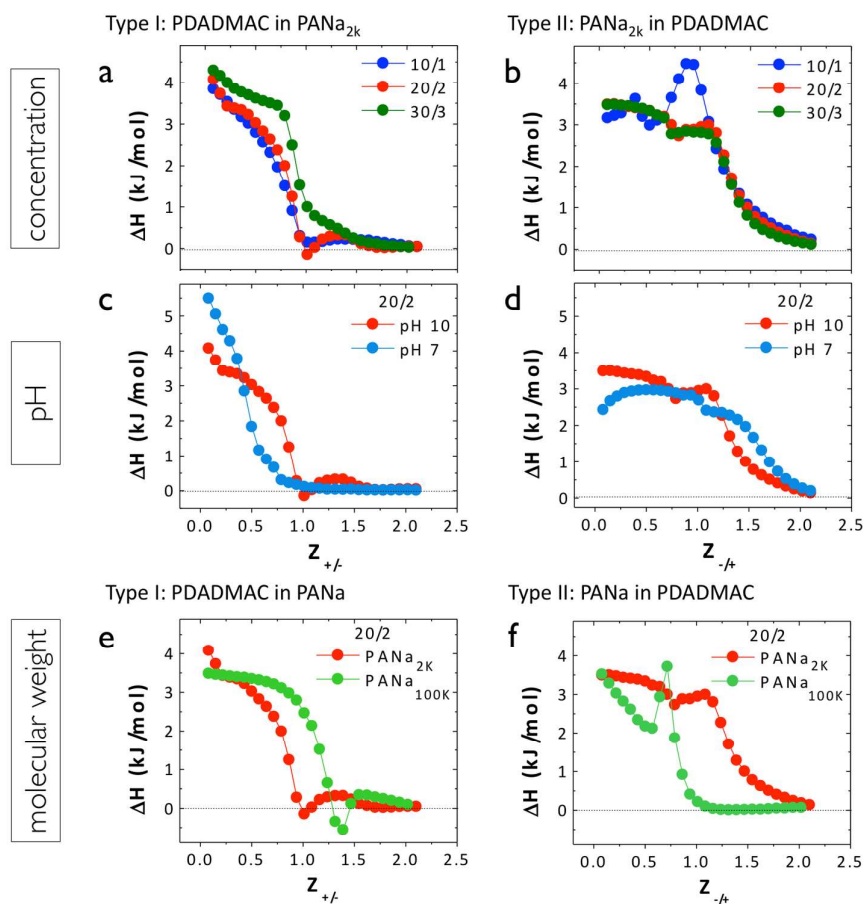 Type I: PDADMAC in PANa2k
Type II: PANa2k in PDADMAC
concentration
a
10/1
20/2
30/3
ΔH (kJ/mol)
4
3
2
1
0
b
10/1
20/2
30/3
ΔH (kJ/mol)
4
3
2
1
0
pH
c
20/2
pH 10
pH 7
ΔH (kJ/mol)
5
4
3
2
1
0
0.0 0.5 1.0 1.5 2.0 2.5
Z+/-
d
20/2
pH 10
pH 7
ΔH (kJ/mol)
5
4
3
2
1
0
0.0 0.5 1.0 1.5 2.0 2.5
Z-/+
Type I: PDADMAC in PANa
Type II: PANa in PDADMAC
molecular weight
e
20/2
PANa2K
PANa100K
ΔH (kJ/mol)
4
3
2
1
0
0.0 0.5 1.0 1.5 2.0 2.5
Z+/-
f
20/2
PANa2K
PANa100K
ΔH (kJ/mol)
4
3
2
1
0
0.0 0.5 1.0 1.5 2.0 2.5
Z-/+